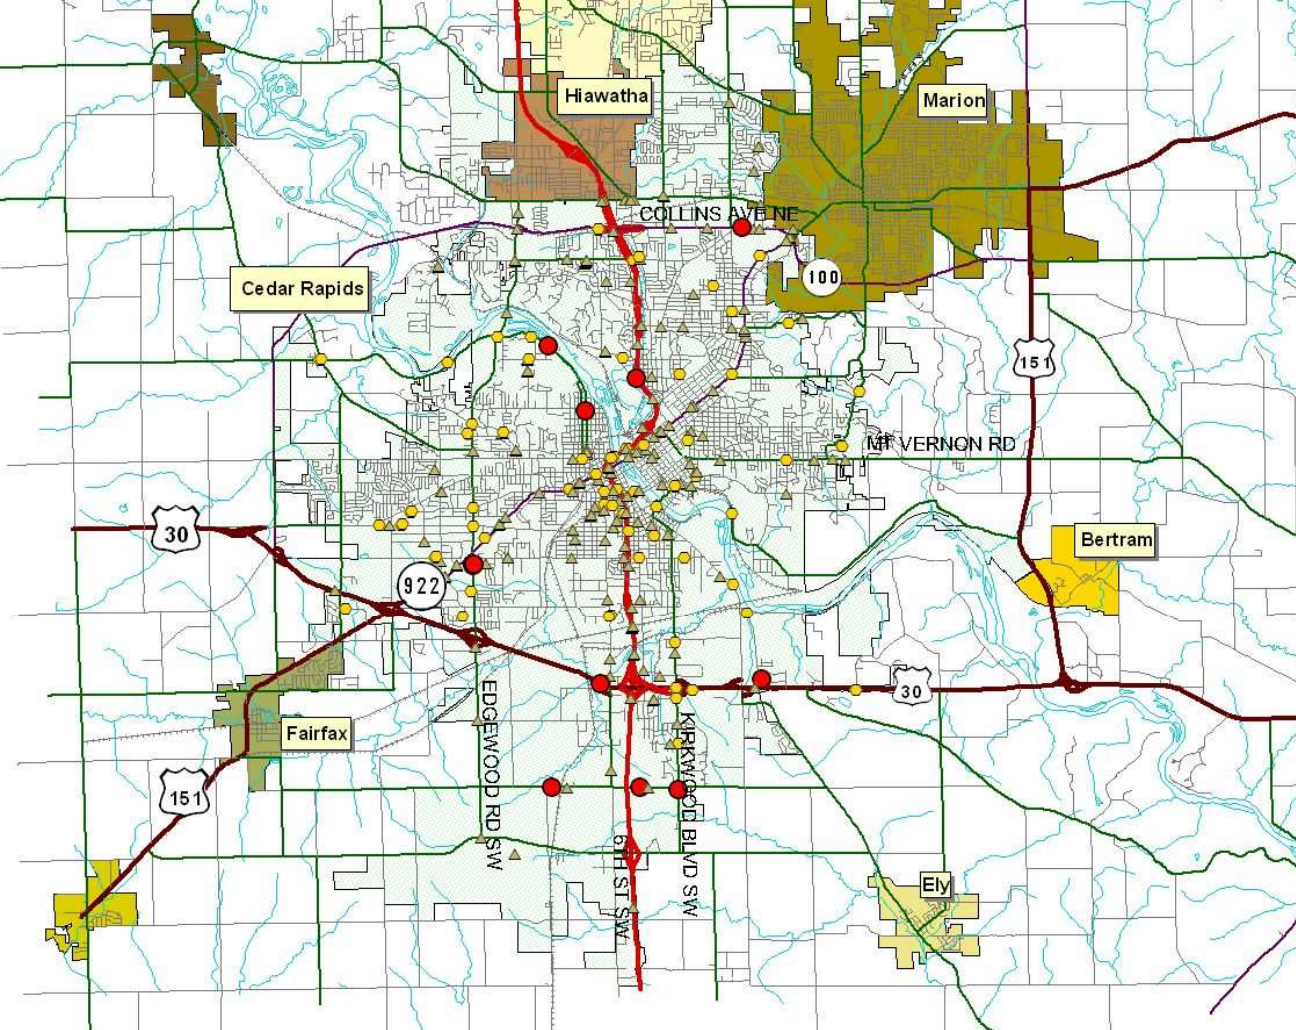 Hiawatha
Marion
COLLINS AVE NE
100
Cedar Rapids
151
MT VERNON RD
30
Bertram
922
30
EDGEWOOD RD SW
KIRKWOOD BLVD SW
Fairfax
151
6TH ST SW
Ely